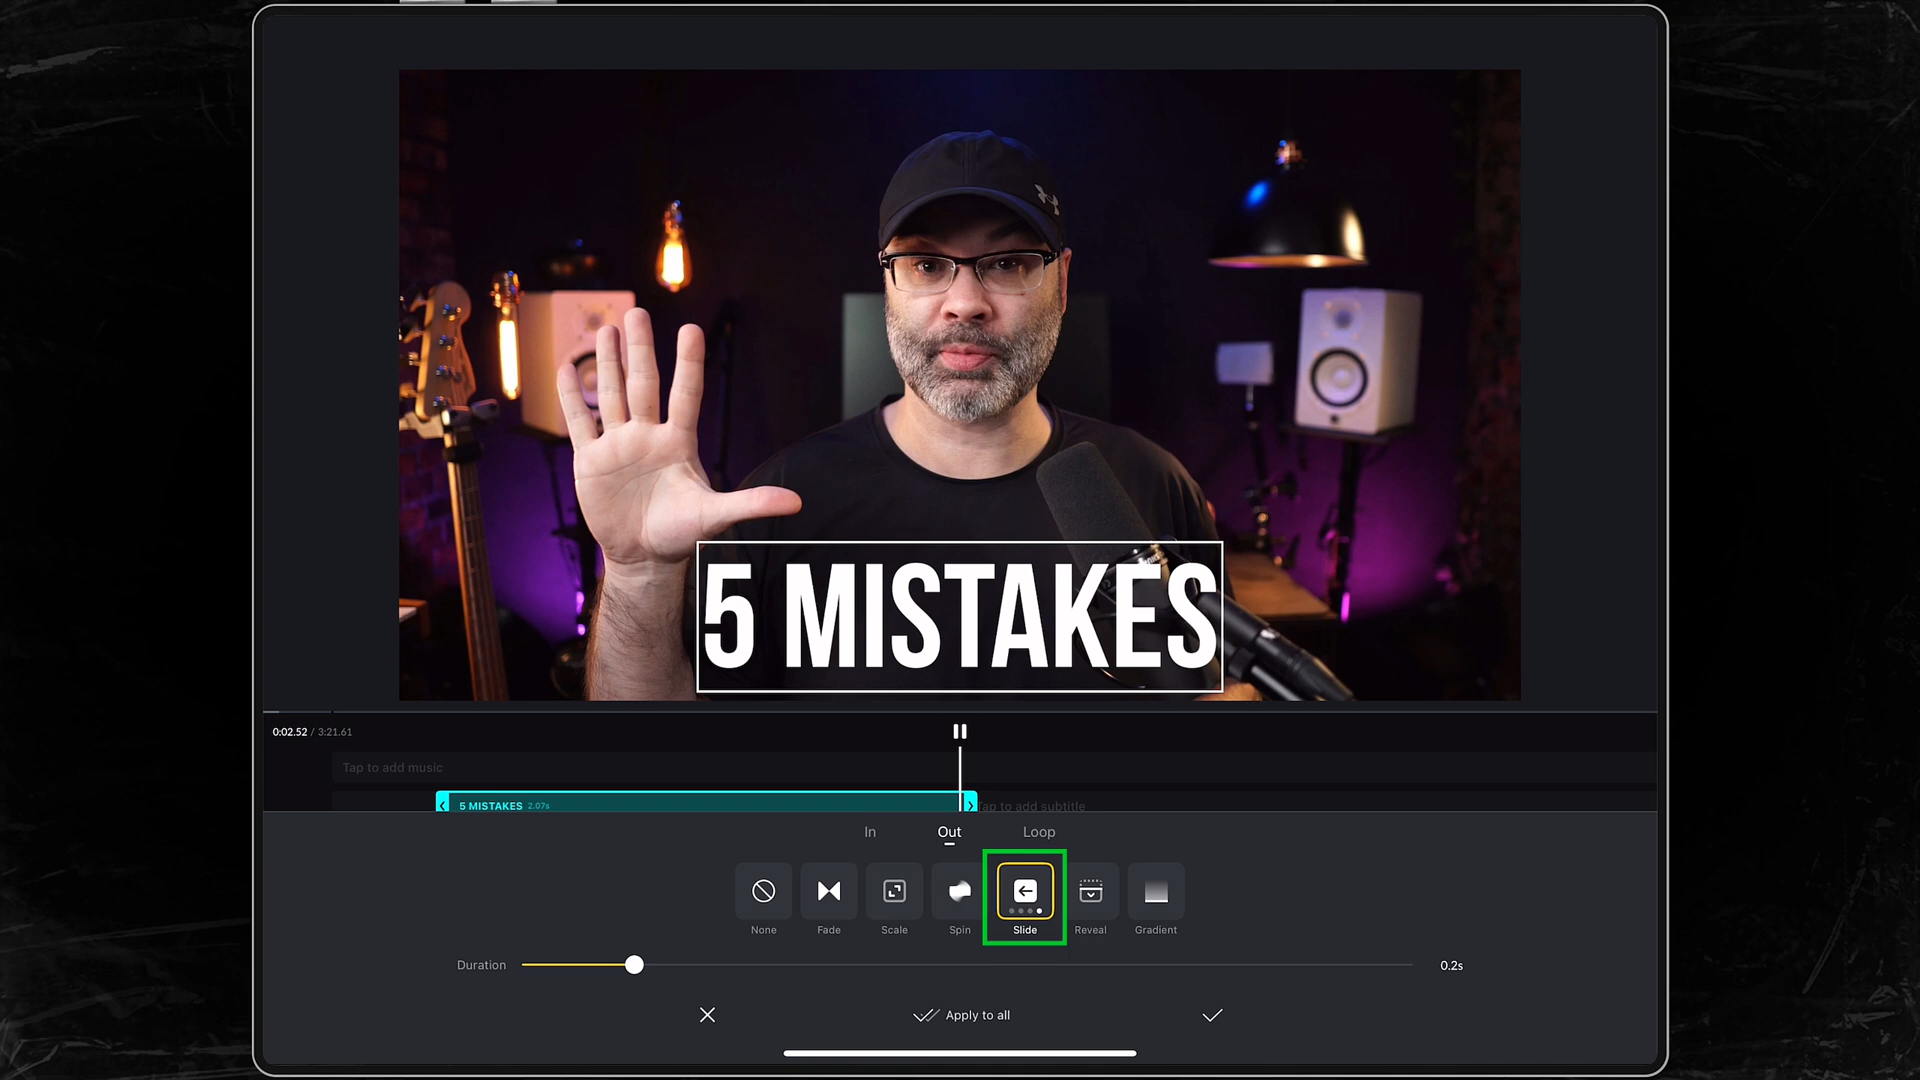 5 MISTAKES
0:02.52 / 3:21.61
Tap to add music
5 MISTAKES 2.07s
Tap to add subtitle
In Out Loop
None Fade Scale Spin Slide Reveal Gradient
Duration 0.2s
Apply to all